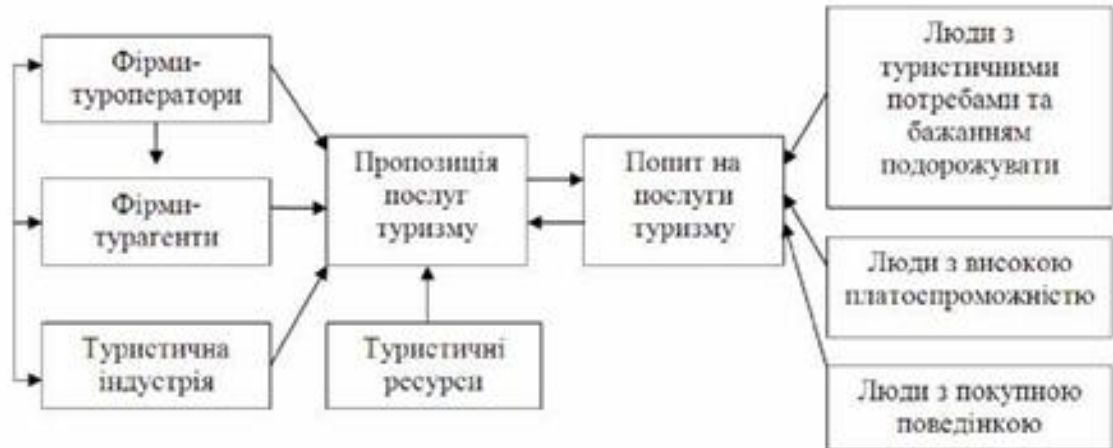 Фірми-
туроператори
Фірми-
турагенти
Туристична
індустрія
Пропозиція
послуг
туризму
Туристичні
ресурси
Попит на
послуги
туризму
Люди з
туристичними
потребами та
бажанням
подорожувати
Люди з високою
платоспроможністю
Люди з покупною
поведінкою